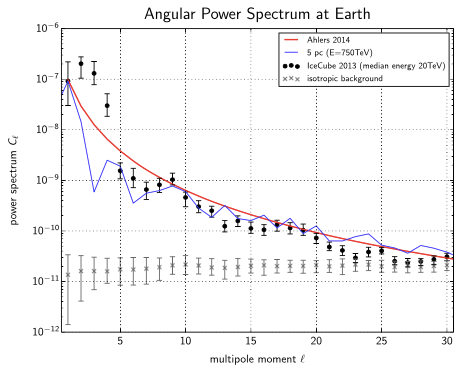 Angular Power Spectrum at Earth
Ahlers 2014
5 pc (E=750TeV)
IceCube 2013 (median energy 20TeV)
isotropic background
power spectrum Cℓ
10⁻⁶
10⁻⁷
10⁻⁸
10⁻⁹
10⁻¹⁰
10⁻¹¹
10⁻¹²
5 10 15 20 25 30
multipole moment ℓ